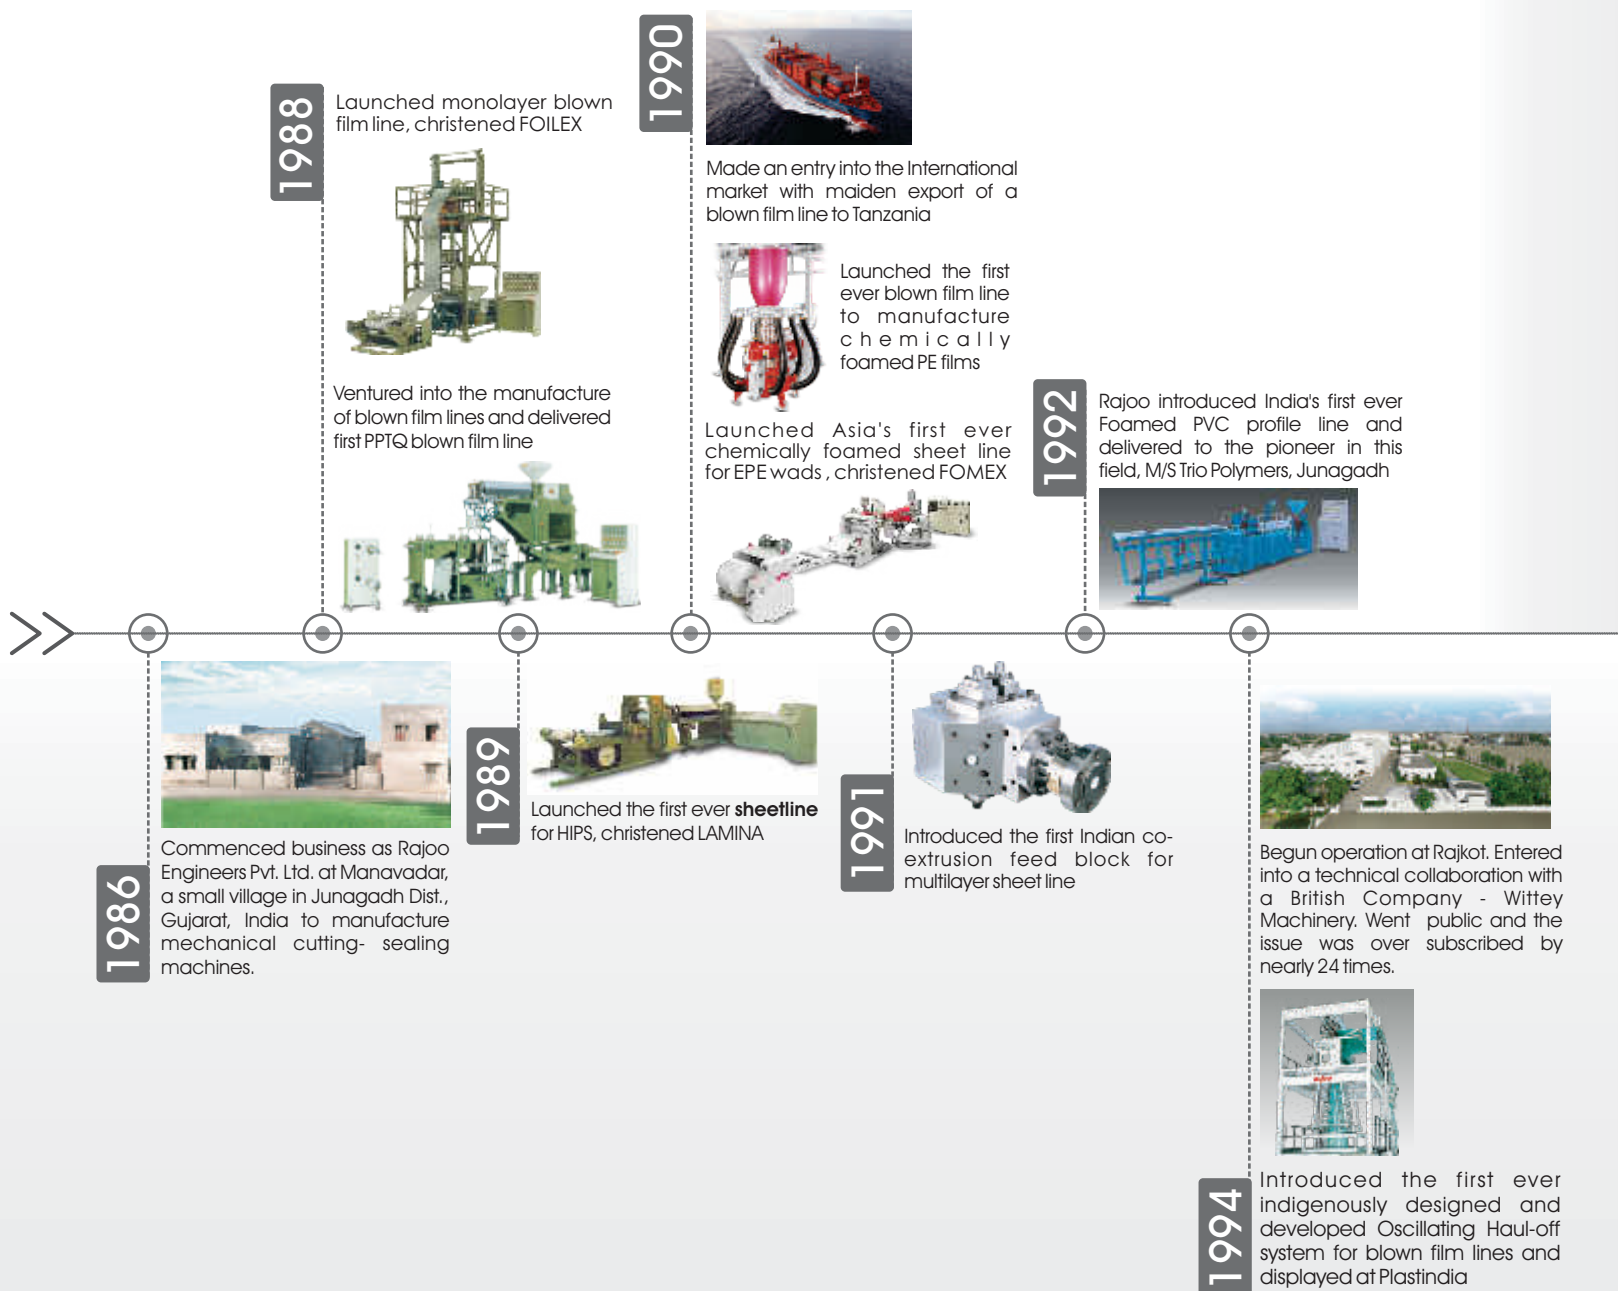 1986
Commenced business as Rajoo
Engineers Pvt. Ltd. at Manavadar,
a small village in Junagadh Dist.,
Gujarat, India to manufacture
mechanical cutting- sealing
machines.
1988
Launched monolayer blown
film line, christened FOILEX
Ventured into the manufacture
of blown film lines and delivered
first PPTQ blown film line
1989
Launched the first ever sheetline
for HIPS, christened LAMINA
1990
Made an entry into the International
market with maiden export of a
blown film line to Tanzania
Launched the first
ever blown film line
to manufacture
chemically
foamed PE films
Launched Asia's first ever
chemically foamed sheet line
for EPE wads , christened FOMEX
1991
Introduced the first Indian co-
extrusion feed block for
multilayer sheet line
1992
Rajoo introduced India's first ever
Foamed PVC profile line and
delivered to the pioneer in this
field, M/S Trio Polymers, Junagadh
1994
Begun operation at Rajkot. Entered
into a technical collaboration with
a British Company - Wittey
Machinery. Went public and the
issue was over subscribed by
nearly 24 times.
Introduced the first ever
indigenously designed and
developed Oscillating Haul-off
system for blown film lines and
displayed at Plastindia